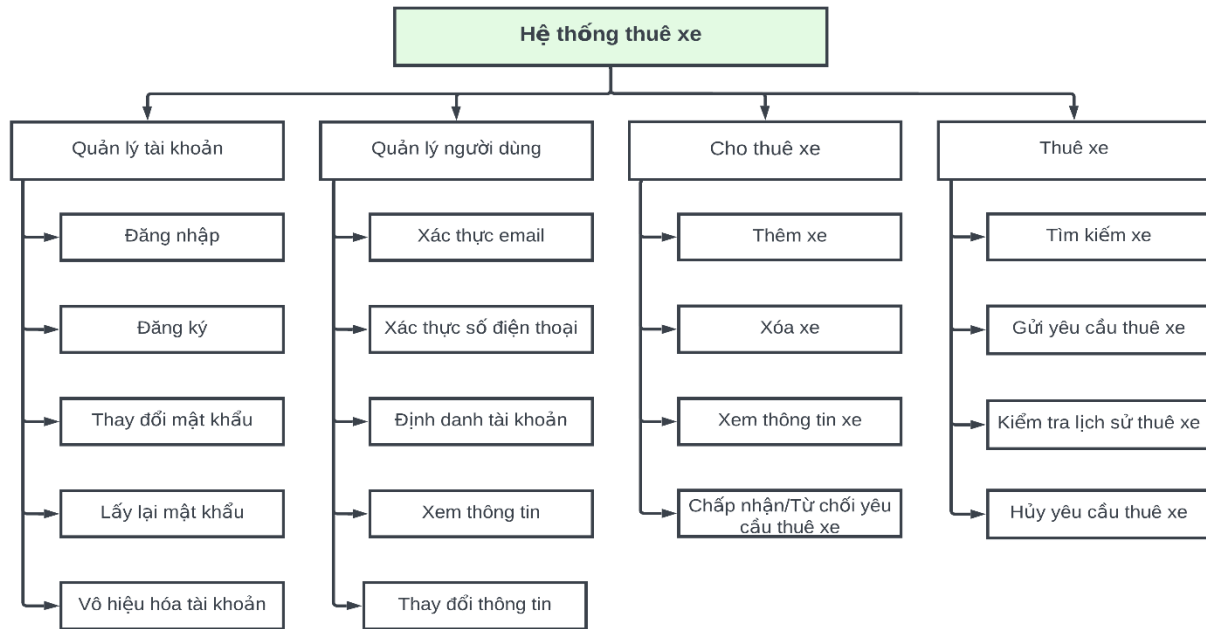 Hệ thống thuê xe
Quản lý tài khoản
Đăng nhập
Đăng ký
Thay đổi mật khẩu
Lấy lại mật khẩu
Vô hiệu hóa tài khoản
Quản lý người dùng
Xác thực email
Xác thực số điện thoại
Định danh tài khoản
Xem thông tin
Thay đổi thông tin
Cho thuê xe
Thêm xe
Xóa xe
Xem thông tin xe
Chấp nhận/Từ chối yêu
cầu thuê xe
Thuê xe
Tìm kiếm xe
Gửi yêu cầu thuê xe
Kiểm tra lịch sử thuê xe
Hủy yêu cầu thuê xe